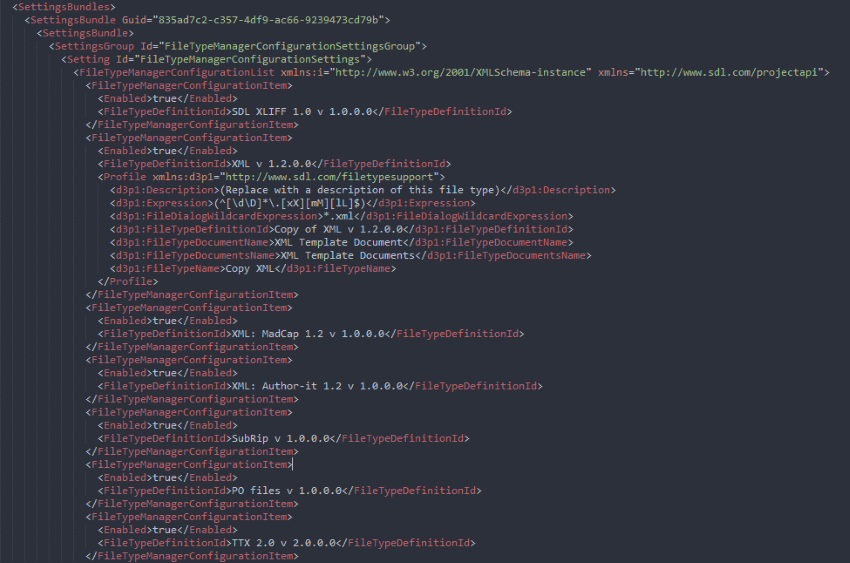 <SettingsBundles>
<SettingsBundle Guid="835ad7c2-c357-4df9-ac66-9239473cd79b">
<SettingsBundle>
<SettingsGroup Id="FileTypeManagerConfigurationSettingsGroup">
<Setting Id="FileTypeManagerConfigurationSettings">
<FileTypeManagerConfigurationList xmlns:i="http://www.w3.org/2001/XMLSchema-instance" xmlns="http://www.sdl.com/projectapi">
<FileTypeManagerConfigurationItem>
<Enabled>true</Enabled>
<FileTypeDefinitionId>SDL XLIFF 1.0 v 1.0.0.0</FileTypeDefinitionId>
</FileTypeManagerConfigurationItem>
<FileTypeManagerConfigurationItem>
<Enabled>true</Enabled>
<FileTypeDefinitionId>XML v 1.2.0.0</FileTypeDefinitionId>
<Profile xmlns:d3p1="http://www.sdl.com/filetypesupport">
<d3p1:Description>(Replace with a description of this file type)</d3p1:Description>
<d3p1:Expression>(^[\d\D]*\.[xX][mM][lL]$)</d3p1:Expression>
<d3p1:FileDialogWildcardExpression>*.xml</d3p1:FileDialogWildcardExpression>
<d3p1:FileTypeDefinitionId>Copy of XML v 1.2.0.0</d3p1:FileTypeDefinitionId>
<d3p1:FileTypeDocumentName>XML Template Document</d3p1:FileTypeDocumentName>
<d3p1:FileTypeDocumentsName>XML Template Documents</d3p1:FileTypeDocumentsName>
<d3p1:FileTypeName>Copy XML</d3p1:FileTypeName>
</Profile>
</FileTypeManagerConfigurationItem>
<FileTypeManagerConfigurationItem>
<Enabled>true</Enabled>
<FileTypeDefinitionId>XML: MadCap 1.2 v 1.0.0.0</FileTypeDefinitionId>
</FileTypeManagerConfigurationItem>
<FileTypeManagerConfigurationItem>
<Enabled>true</Enabled>
<FileTypeDefinitionId>XML: Author-it 1.2 v 1.0.0.0</FileTypeDefinitionId>
</FileTypeManagerConfigurationItem>
<FileTypeManagerConfigurationItem>
<Enabled>true</Enabled>
<FileTypeDefinitionId>SubRip v 1.0.0.0</FileTypeDefinitionId>
</FileTypeManagerConfigurationItem>
<FileTypeManagerConfigurationItem>
<Enabled>true</Enabled>
<FileTypeDefinitionId>PO files v 1.0.0.0</FileTypeDefinitionId>
</FileTypeManagerConfigurationItem>
<FileTypeManagerConfigurationItem>
<Enabled>true</Enabled>
<FileTypeDefinitionId>TTX 2.0 v 2.0.0.0</FileTypeDefinitionId>
</FileTypeManagerConfigurationItem>